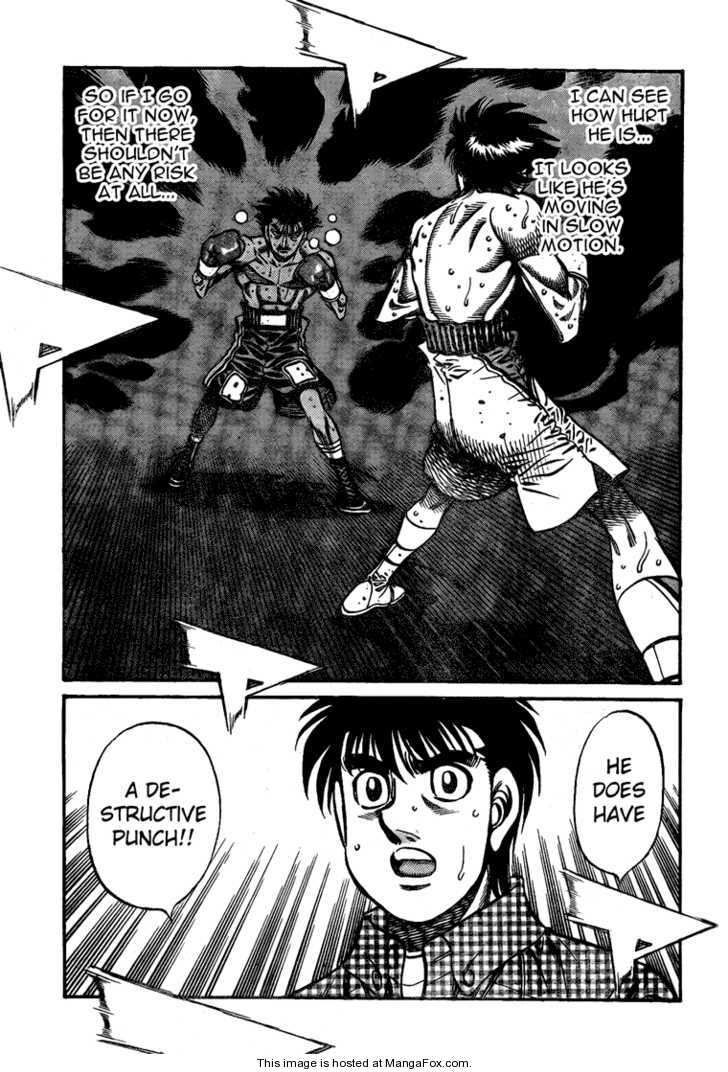 I CAN SEE
HOW HURT
HE IS...
IT LOOKS
LIKE HE'S
MOVING
IN SLOW
MOTION.
SO IF I GO
FOR IT NOW,
THEN THERE
SHOULDN'T
BE ANY RISK
AT ALL...
HE
DOES
HAVE
A DE-
STRUCTIVE
PUNCH!!
This image is hosted at MangaFox.com.